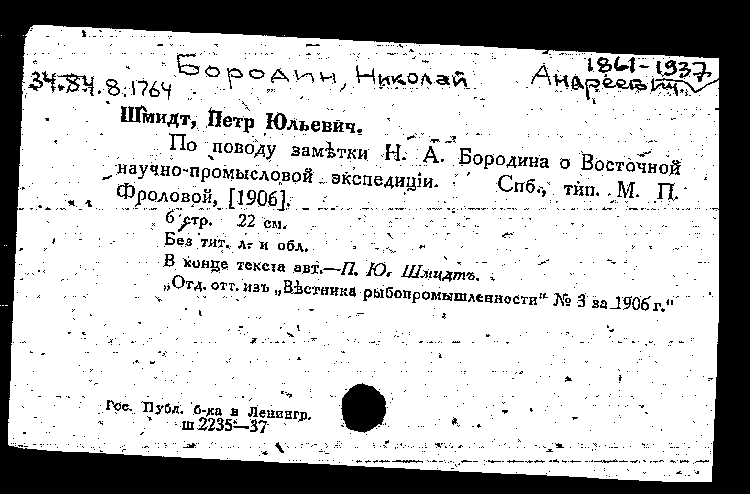 Бородин, Николай Андреевич. 1861-1937
34.84.8:1764
Шмидт, Петр Юльевич.
По поводу замѣтки Н. А. Бородина о Восточной
научно-промысловой экспедиціи. Спб., тип. М. П.
Фроловой, [1906].
6 стр. 22 см.
Без тит. л. и обл.
В конце текста авт.—П. Ю. Шмидтъ.
„Отд. отт. изъ „Вѣстника рыбопромышленности“ № 3 за 1906 г.“
Гос. Публ. б-ка в Ленингр.
ш 2235—37